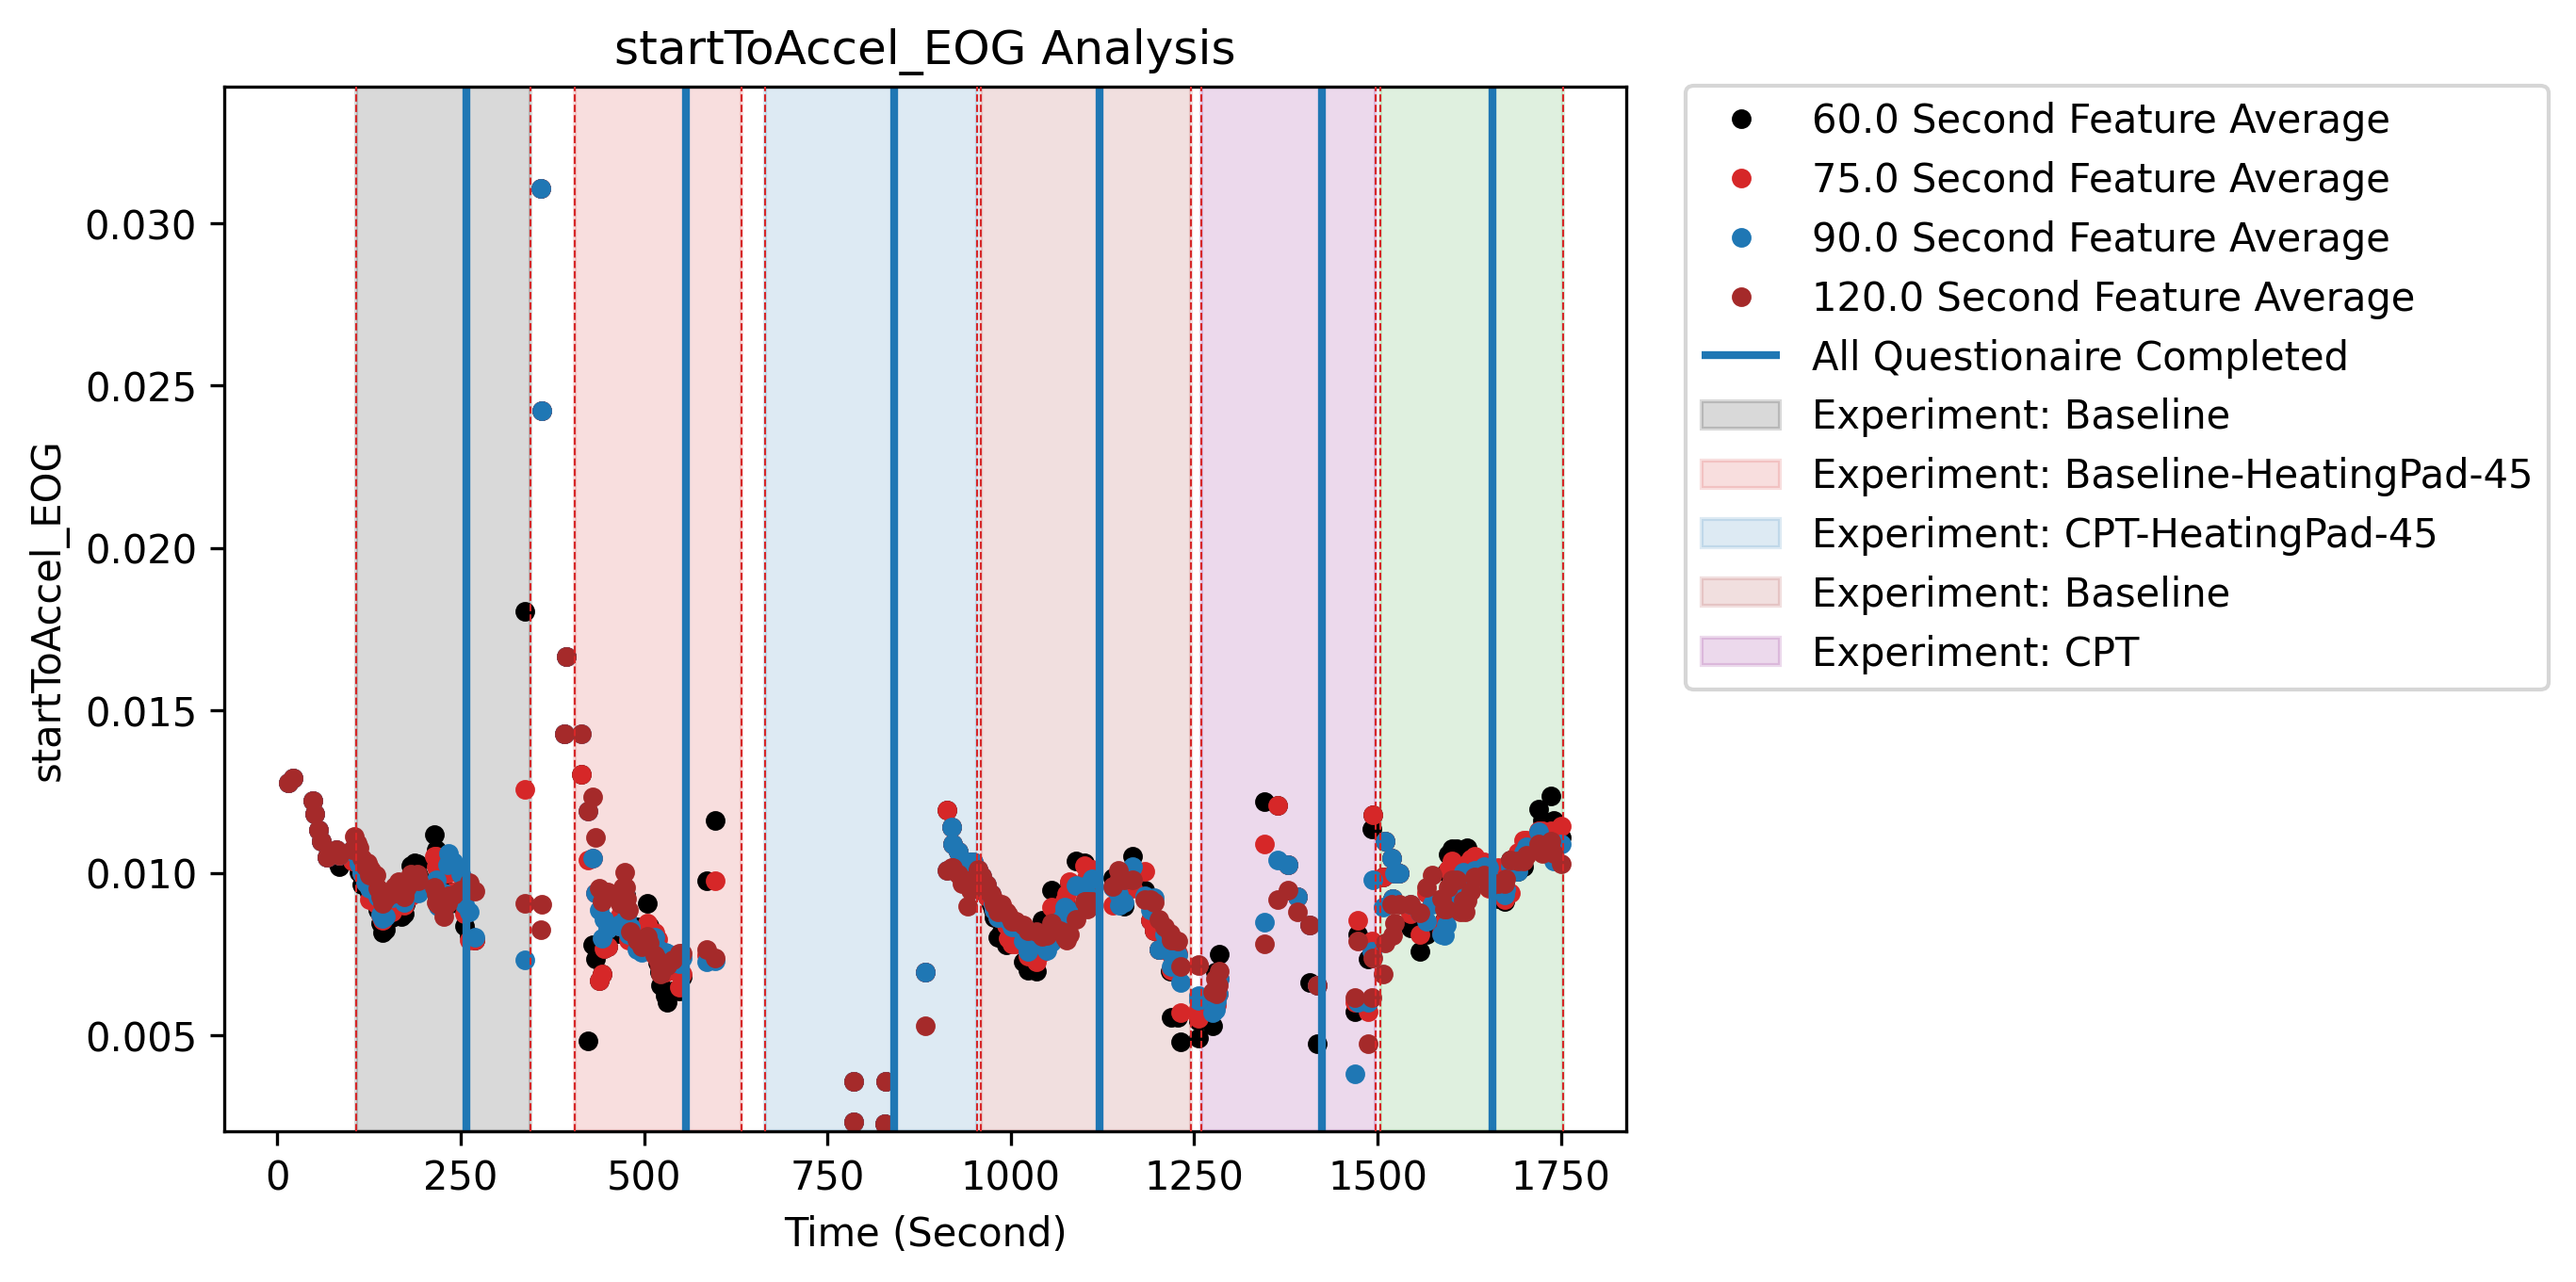 startToAccel_EOG Analysis
startToAccel_EOG
0.030
0.025
0.020
0.015
0.010
0.005
0 250 500 750 1000 1250 1500 1750
Time (Second)
60.0 Second Feature Average
75.0 Second Feature Average
90.0 Second Feature Average
120.0 Second Feature Average
All Questionaire Completed
Experiment: Baseline
Experiment: Baseline-HeatingPad-45
Experiment: CPT-HeatingPad-45
Experiment: Baseline
Experiment: CPT